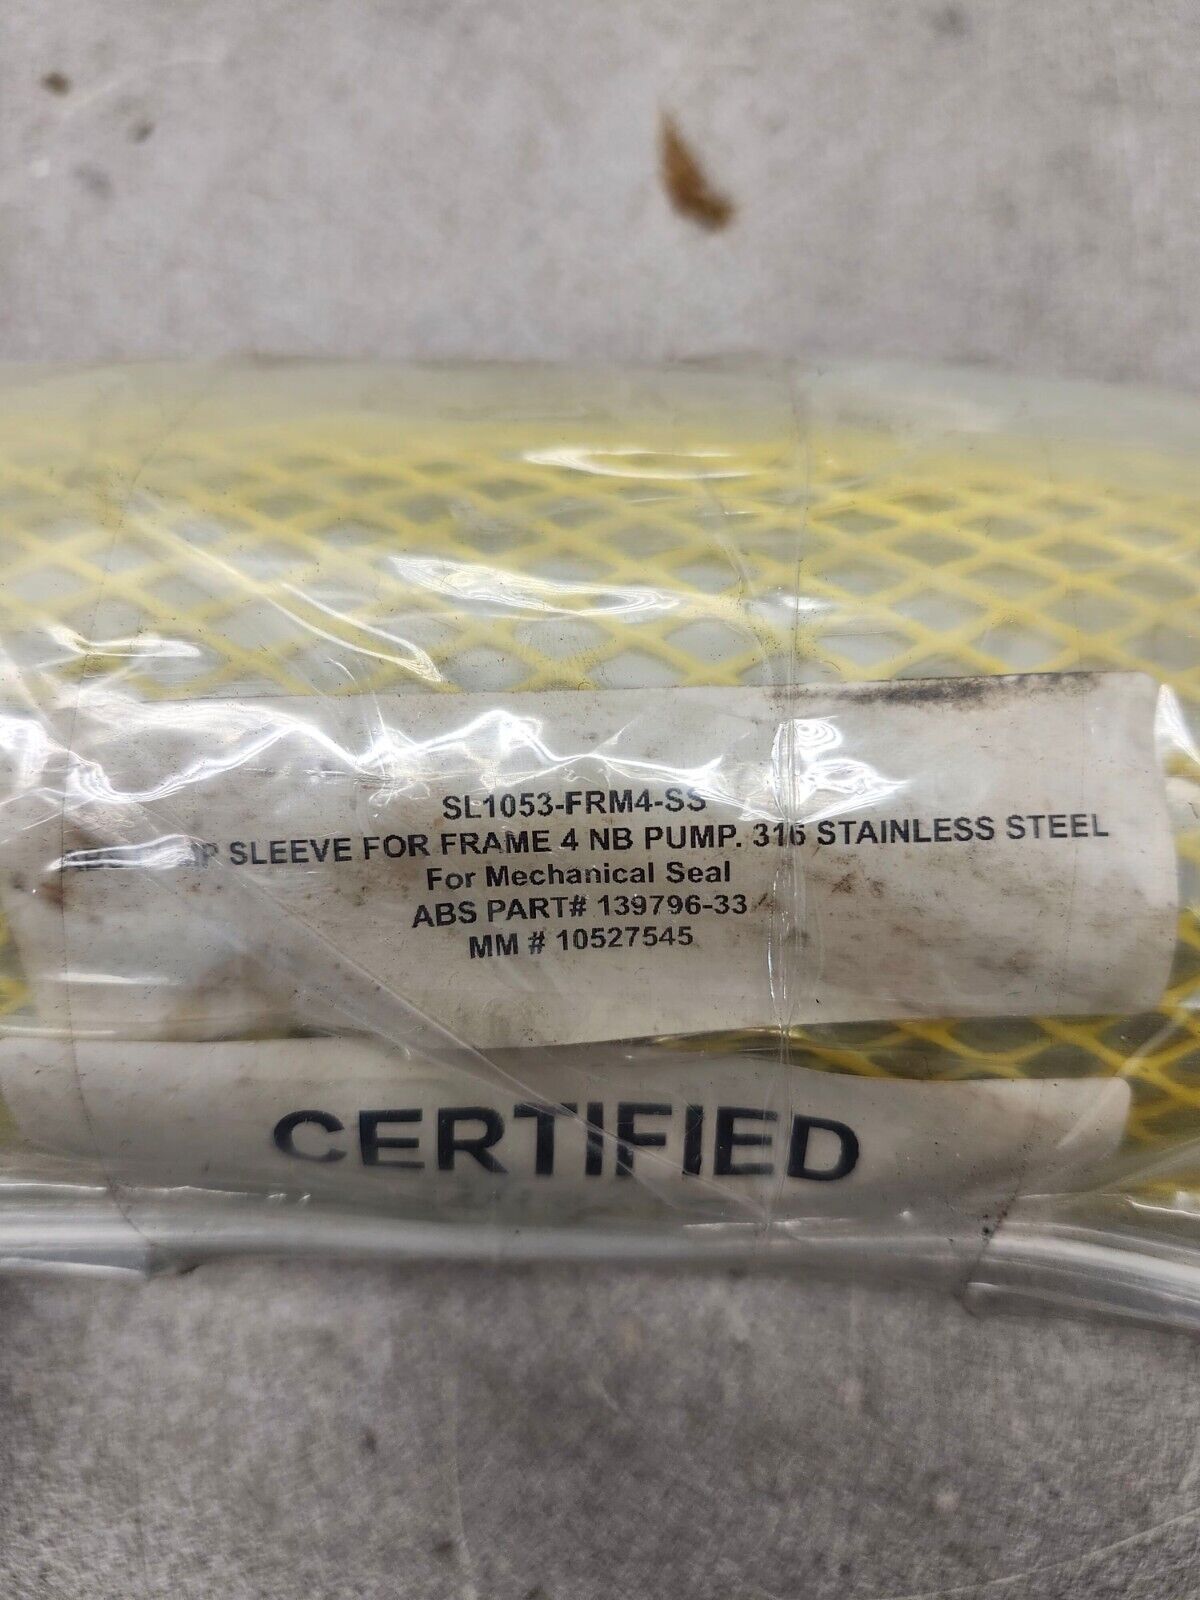 SL1053-FRM4-SS
SLEEVE FOR FRAME 4 NB PUMP. 316 STAINLESS STEEL
For Mechanical Seal
ABS PART# 139796-33
MM # 10527545
CERTIFIED